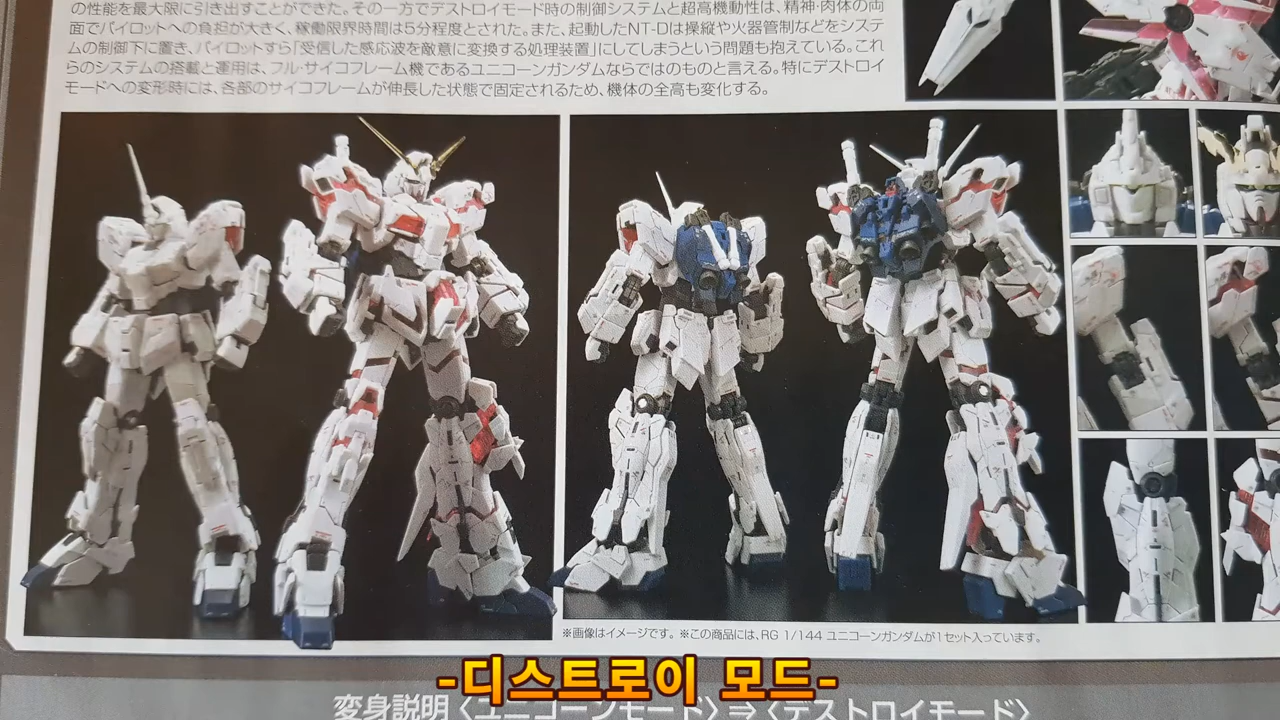 の性能を最大限に引き出すことができた。その一方でデストロイモード時の制御システムと超高機動性は、精神・肉体の両
面でパイロットへの負担が大きく、稼働限界時間は5分程度とされた。また、起動したNT-Dは操縦や火器管制などをシステ
ムの制御下に置き、パイロットすら「受信した感応波を敵意に変換する処理装置」にしてしまうという問題も抱えている。これ
らのシステムの搭載と運用は、フル・サイコフレーム機であるユニコーンガンダムならではのものと言える。特にデストロイ
モードへの変形時には、各部のサイコフレームが伸長した状態で固定されるため、機体の全高も変化する。
※画像はイメージです。 ※この商品には、RG 1/144 ユニコーンガンダムが1セット入っています。
-디스트로이 모드-
変身説明〈ユニコーンモード〉⇒〈デストロイモード〉